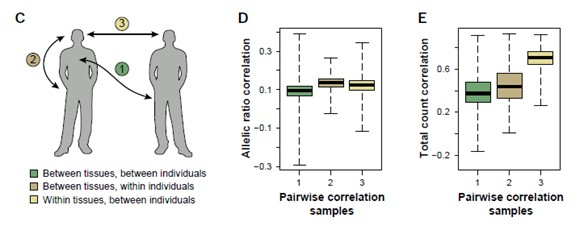 C
3
2
1
Between tissues, between individuals
Between tissues, within individuals
Within tissues, between individuals
D
Allelic ratio correlation
0.3
0.1
−0.1
−0.3
1 2 3
Pairwise correlation
samples
E
Total count correlation
0.6
0.2
−0.2
1 2 3
Pairwise correlation
samples